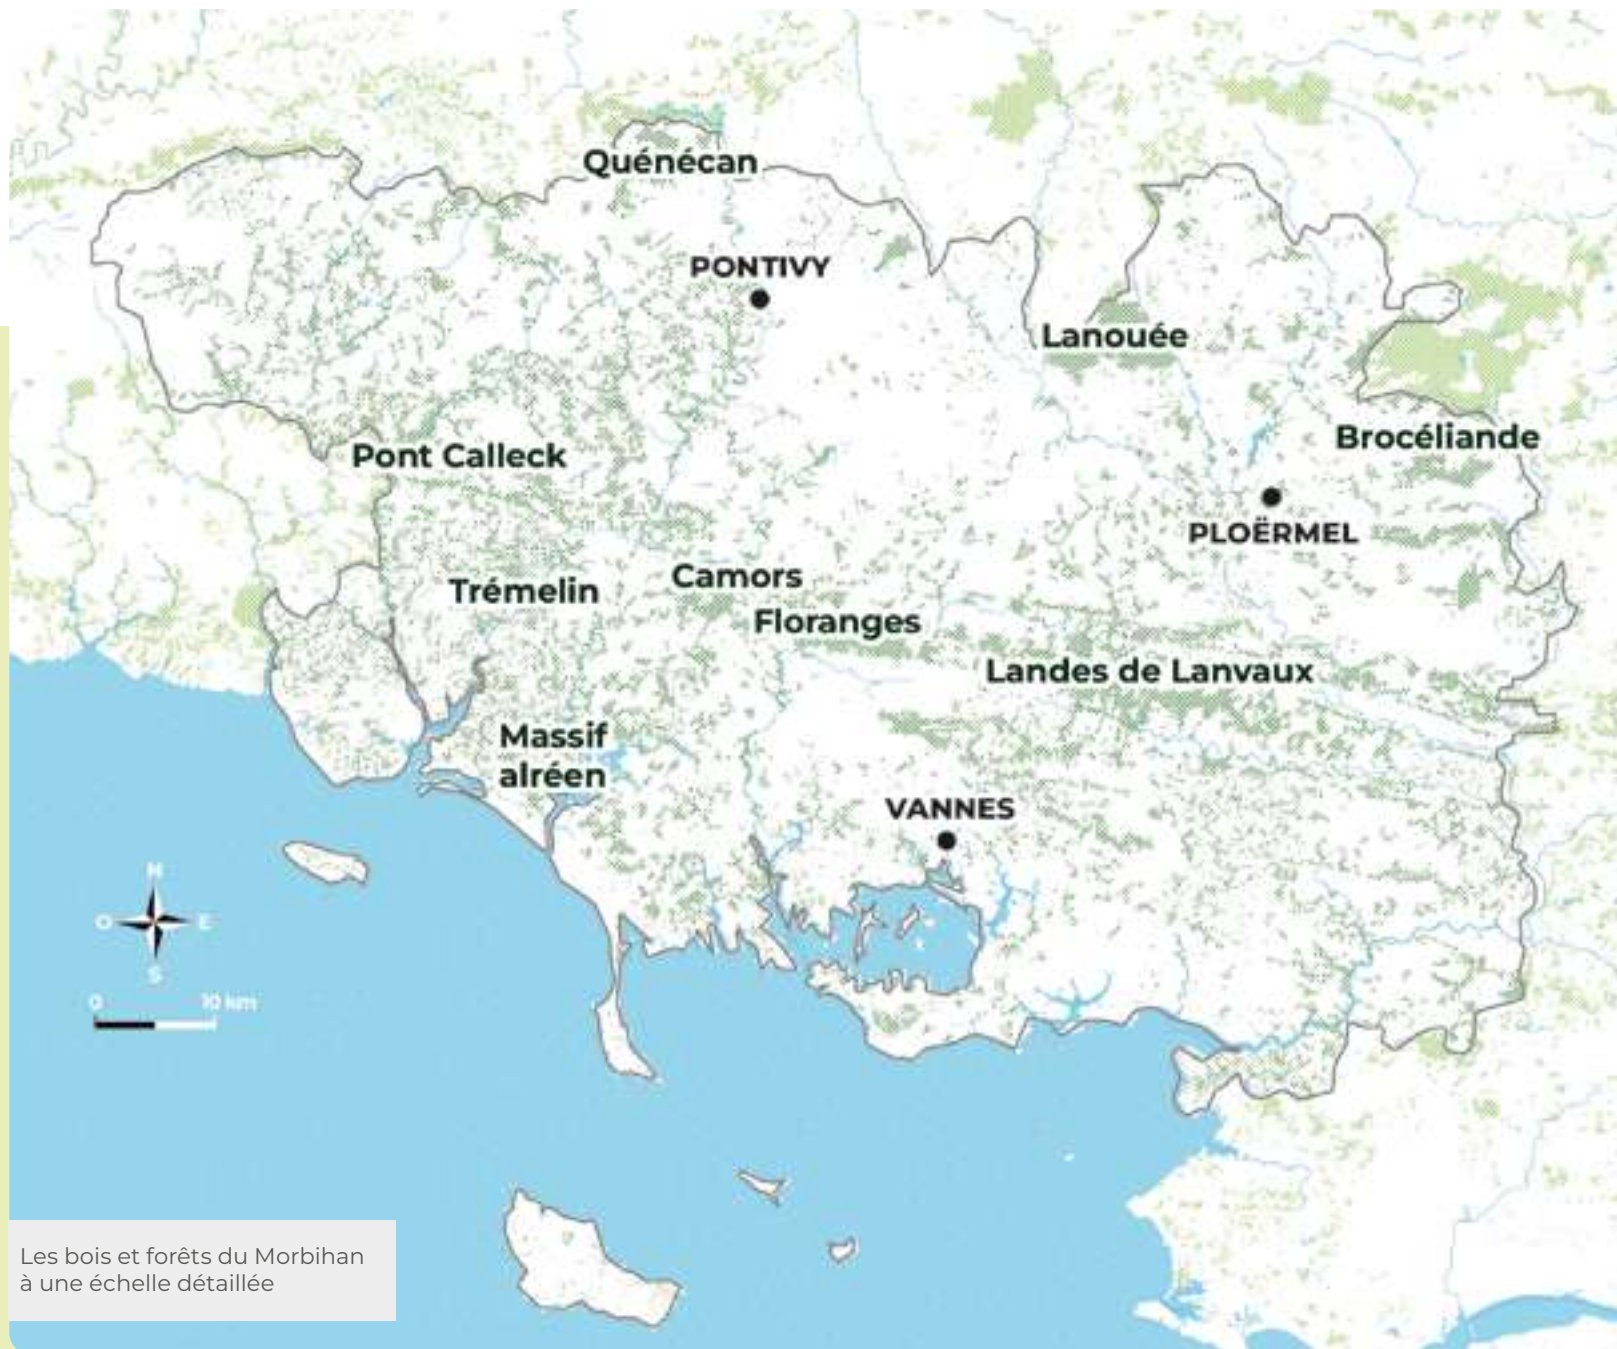 Quénécan
PONTIVY
Lanouée
Brocéliande
Pont Calleck
PLOËRMEL
Trémelin
Camors
Floranges
Landes de Lanvaux
Massif
alréen
VANNES
N
O
E
S
0
10 km
Les bois et forêts du Morbihan
à une échelle détaillée